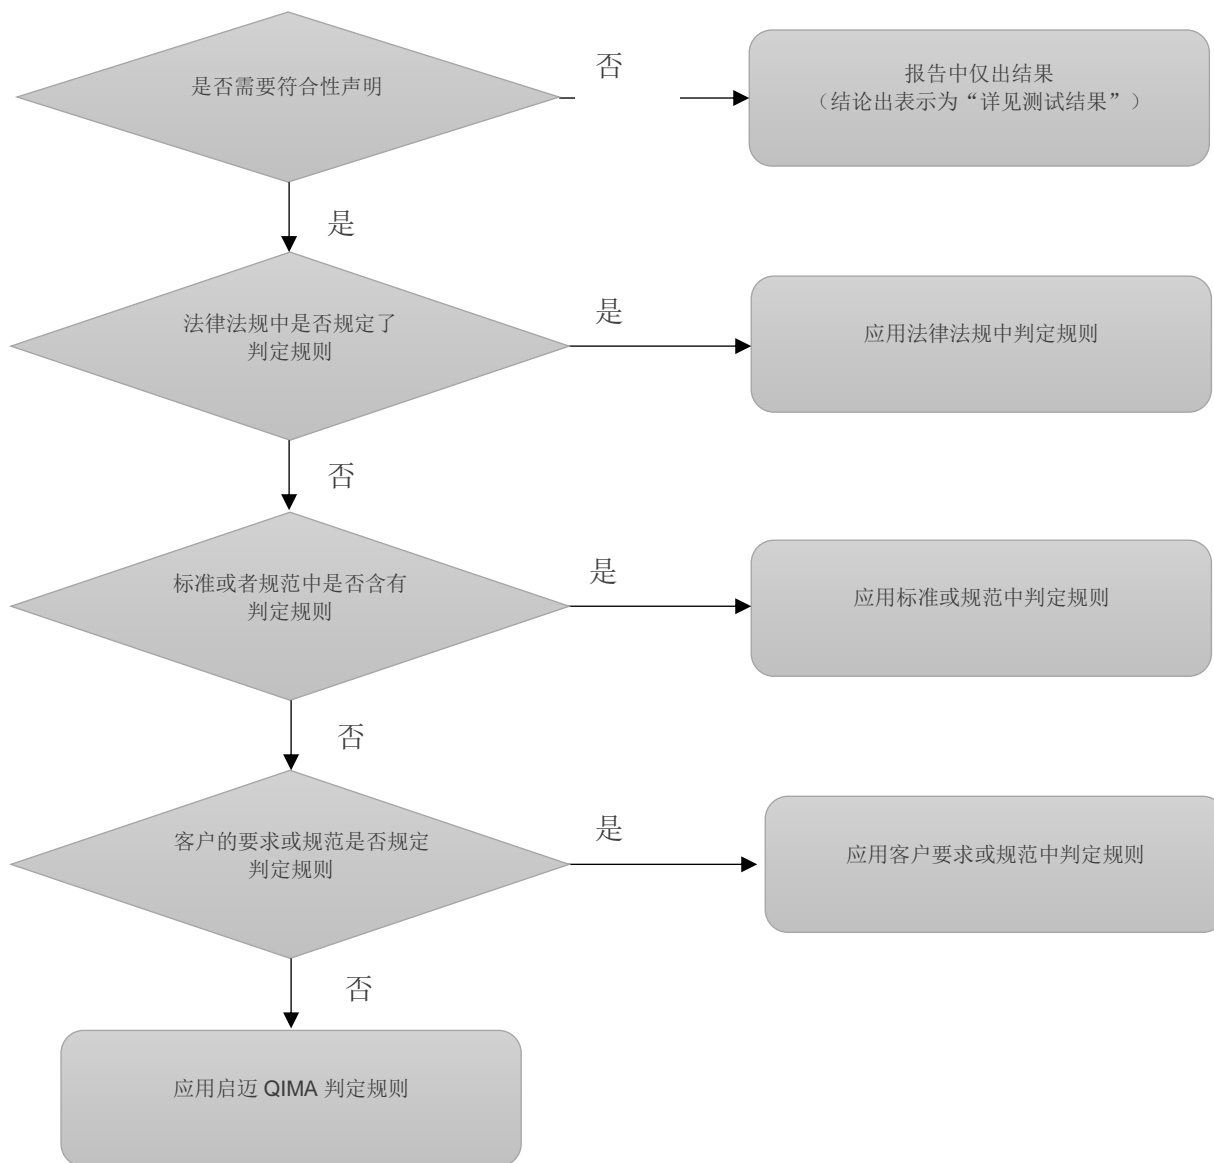 是否需要符合性声明
否
报告中仅出结果
（结论出表示为“详见测试结果”）
是
法律法规中是否规定了
判定规则
是
应用法律法规中判定规则
否
标准或者规范中是否含有
判定规则
是
应用标准或规范中判定规则
否
客户的要求或规范是否规定
判定规则
是
应用客户要求或规范中判定规则
否
应用启迈 QIMA 判定规则